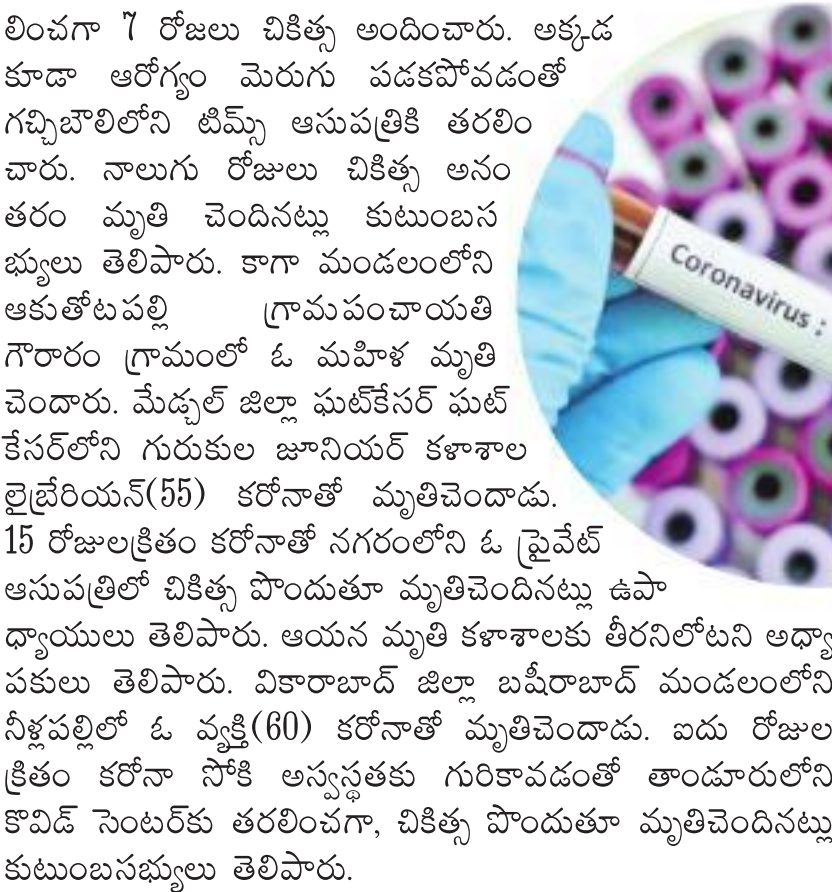 లించగా 7 రోజలు చికిత్స అందించారు. అక్కడ
కూడా ఆరోగ్యం మెరుగు పడకపోవడంతో
గచ్చిబౌలిలోని టిమ్స్ ఆసుపత్రికి తరలిం
చారు. నాలుగు రోజులు చికిత్స అనం
తరం మృతి చెందినట్లు కుటుంబస
భ్యులు తెలిపారు. కాగా మండలంలోని
ఆకుతోటపల్లి గ్రామపంచాయతి
గౌరారం గ్రామంలో ఓ మహిళ మృతి
చెందారు. మేడ్చల్ జిల్లా ఘట్‌కేసర్ ఘట్
కేసర్‌లోని గురుకుల జూనియర్ కళాశాల
లైబ్రేరియన్(55) కరోనాతో మృతిచెందాడు.
15 రోజులక్రితం కరోనాతో నగరంలోని ఓ ప్రైవేట్
ఆసుపత్రిలో చికిత్స పొందుతూ మృతిచెందినట్లు ఉపా
ధ్యాయులు తెలిపారు. ఆయన మృతి కళాశాలకు తీరనిలోటని అధ్యా
పకులు తెలిపారు. వికారాబాద్ జిల్లా బషీరాబాద్ మండలంలోని
నీళ్లపల్లిలో ఓ వ్యక్తి(60) కరోనాతో మృతిచెందాడు. ఐదు రోజుల
క్రితం కరోనా సోకి అస్వస్థతకు గురికావడంతో తాండూరులోని
కొవిడ్ సెంటర్‌కు తరలించగా, చికిత్స పొందుతూ మృతిచెందినట్లు
కుటుంబసభ్యులు తెలిపారు.
Coronavirus :